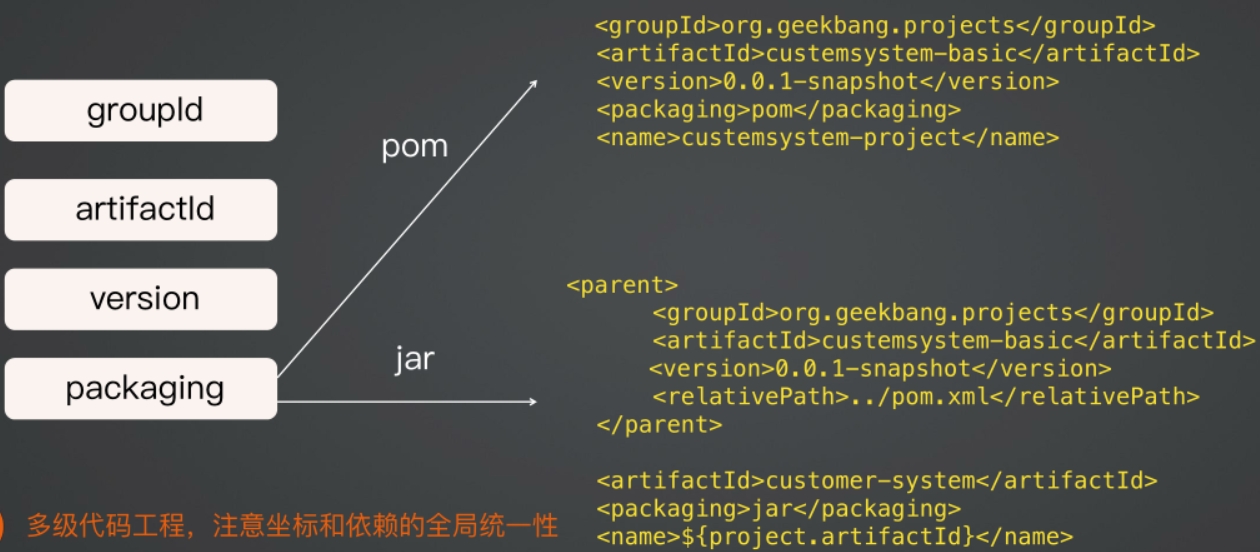 groupId
artifactId
version
packaging
pom
jar
<groupId>org.geekbang.projects</groupId>
<artifactId>custemsystem-basic</artifactId>
<version>0.0.1-snapshot</version>
<packaging>pom</packaging>
<name>custemsystem-project</name>
<parent>
<groupId>org.geekbang.projects</groupId>
<artifactId>custemsystem-basic</artifactId>
<version>0.0.1-snapshot</version>
<relativePath>../pom.xml</relativePath>
</parent>
<artifactId>customer-system</artifactId>
<packaging>jar</packaging>
<name>${project.artifactId}</name>
多级代码工程，注意坐标和依赖的全局统一性